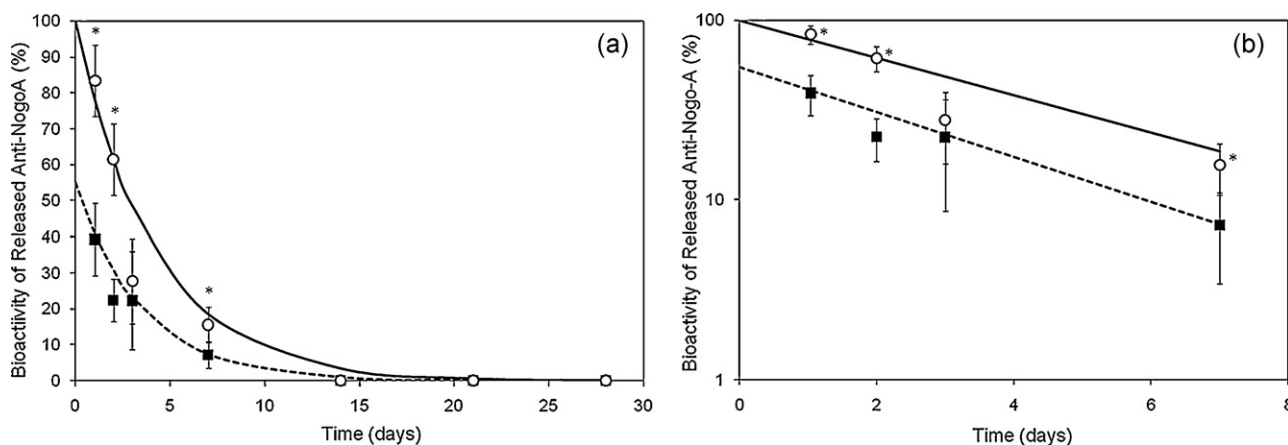 (a)
Bioactivity of Released Anti-NogoA (%)
100
90
80
70
60
50
40
30
20
10
0
* * *
0 5 10 15 20 25 30
Time (days)
(b)
Bioactivity of Released Anti-Nogo-A (%)
100
10
1
* * *
0 2 4 6 8
Time (days)